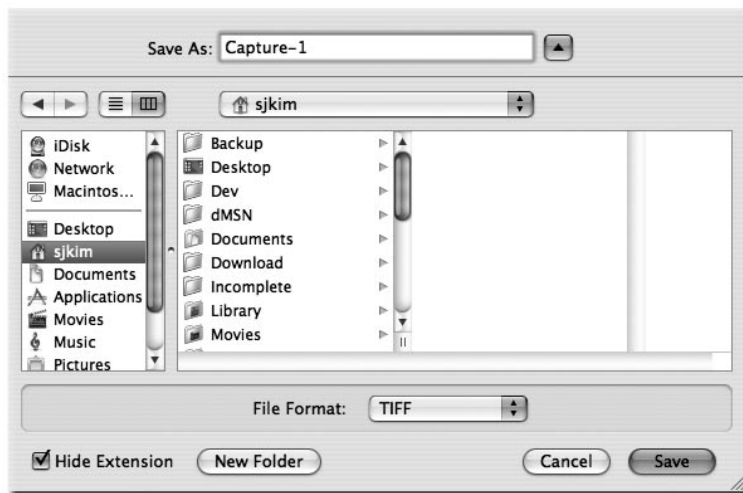 Save As: Capture-1
sjkim
iDisk
Network
Macintos...
Desktop
sjkim
Documents
Applications
Movies
Music
Pictures
Backup
Desktop
Dev
dMSN
Documents
Download
Incomplete
Library
Movies
File Format: TIFF
Hide Extension
New Folder
Cancel
Save